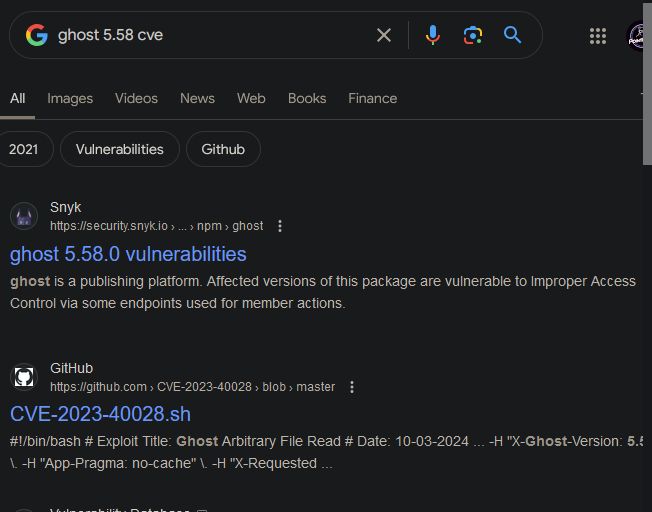 ghost 5.58 cve
All Images Videos News Web Books Finance
2021 Vulnerabilities Github
Snyk
https://security.snyk.io › ... › npm › ghost
ghost 5.58.0 vulnerabilities
ghost is a publishing platform. Affected versions of this package are vulnerable to Improper Access
Control via some endpoints used for member actions.
GitHub
https://github.com › CVE-2023-40028 › blob › master
CVE-2023-40028.sh
#!/bin/bash # Exploit Title: Ghost Arbitrary File Read # Date: 10-03-2024 ... -H "X-Ghost-Version: 5.5
\. -H "App-Pragma: no-cache" \. -H "X-Requested ...
Vulnerability Database